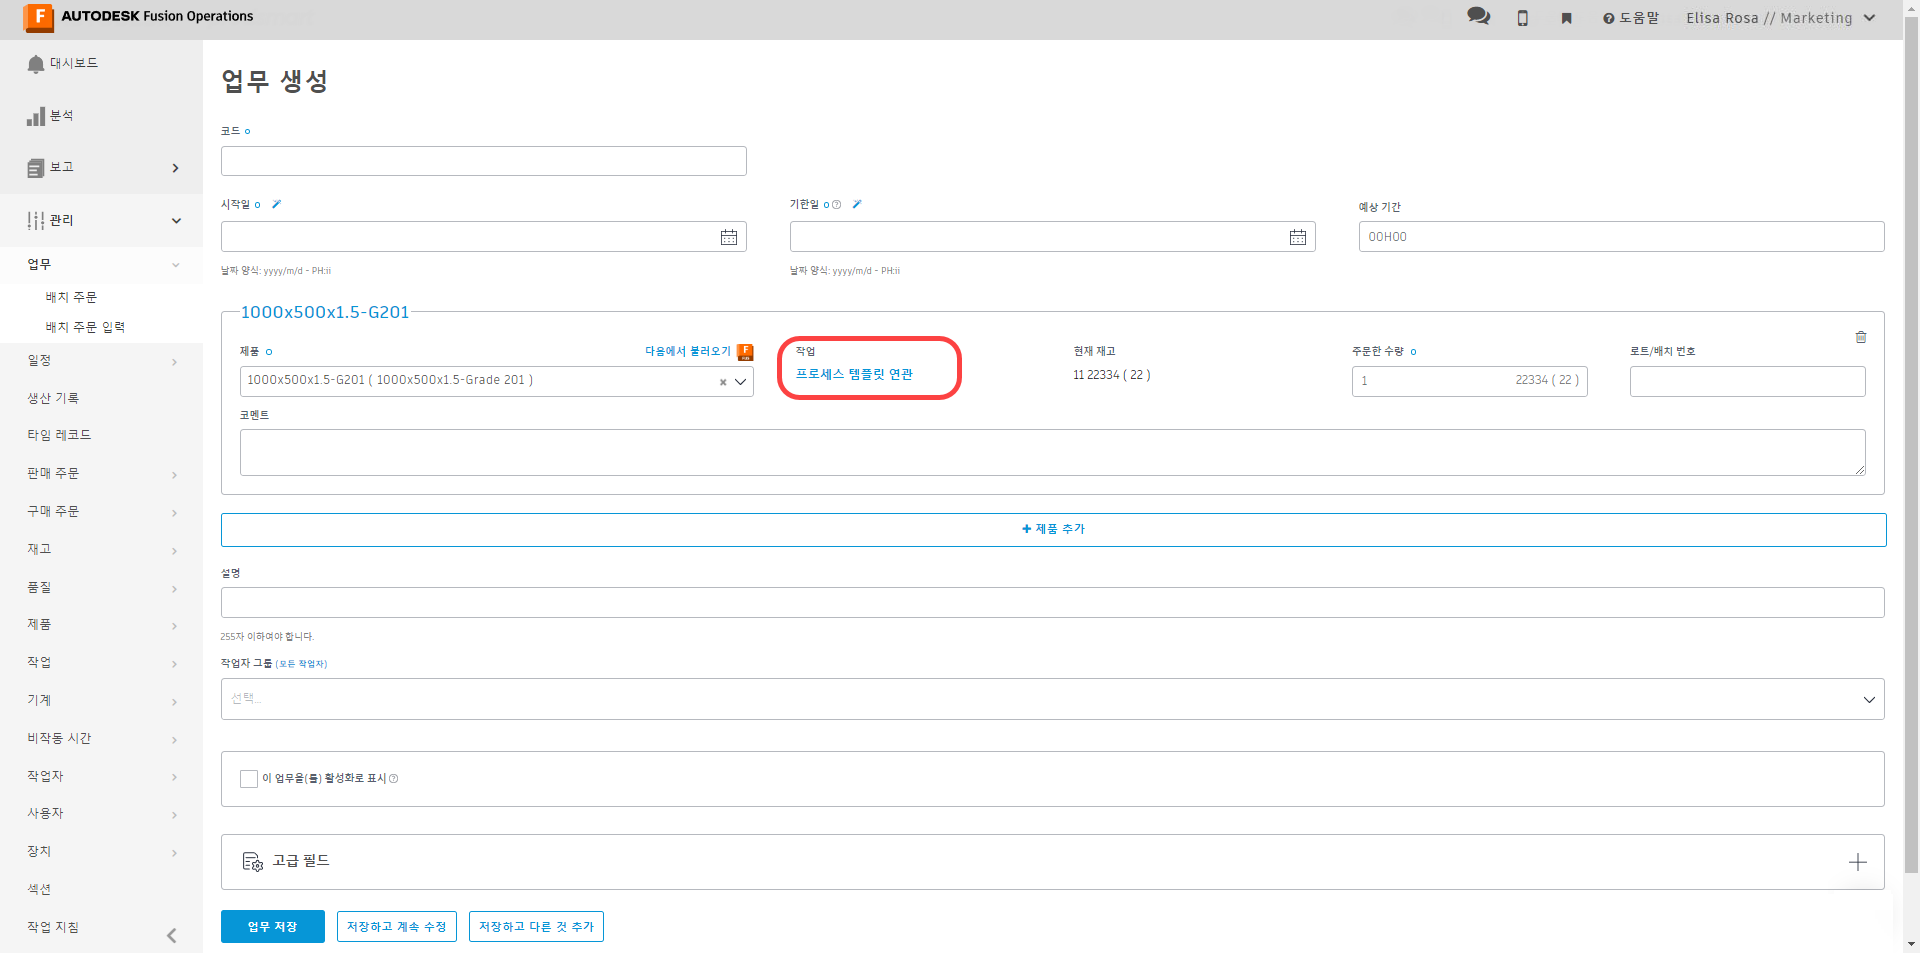 AUTODESK Fusion Operations
도움말
Elisa Rosa // Marketing
대시보드
분석
보고
관리
업무
배치 주문
배치 주문 입력
일정
생산 기록
타임 레코드
판매 주문
구매 주문
재고
품질
제품
작업
기계
비작동 시간
작업자
사용자
장치
섹션
작업 지침
업무 생성
코드
시작일
기한일
예상 기간
00H00
날짜 양식: yyyy/m/d - PH:ii
날짜 양식: yyyy/m/d - PH:ii
1000x500x1.5-G201
제품
다음에서 불러오기
작업
현재 재고
주문한 수량
로트/배치 번호
1000x500x1.5-G201 ( 1000x500x1.5-Grade 201 )
프로세스 템플릿 연관
11 22334 ( 22 )
1
22334 ( 22 )
코멘트
+ 제품 추가
설명
255자 이하여야 합니다.
작업자 그룹 (모든 작업자)
선택...
이 업무을(를) 활성화로 표시
고급 필드
업무 저장
저장하고 계속 수정
저장하고 다른 것 추가